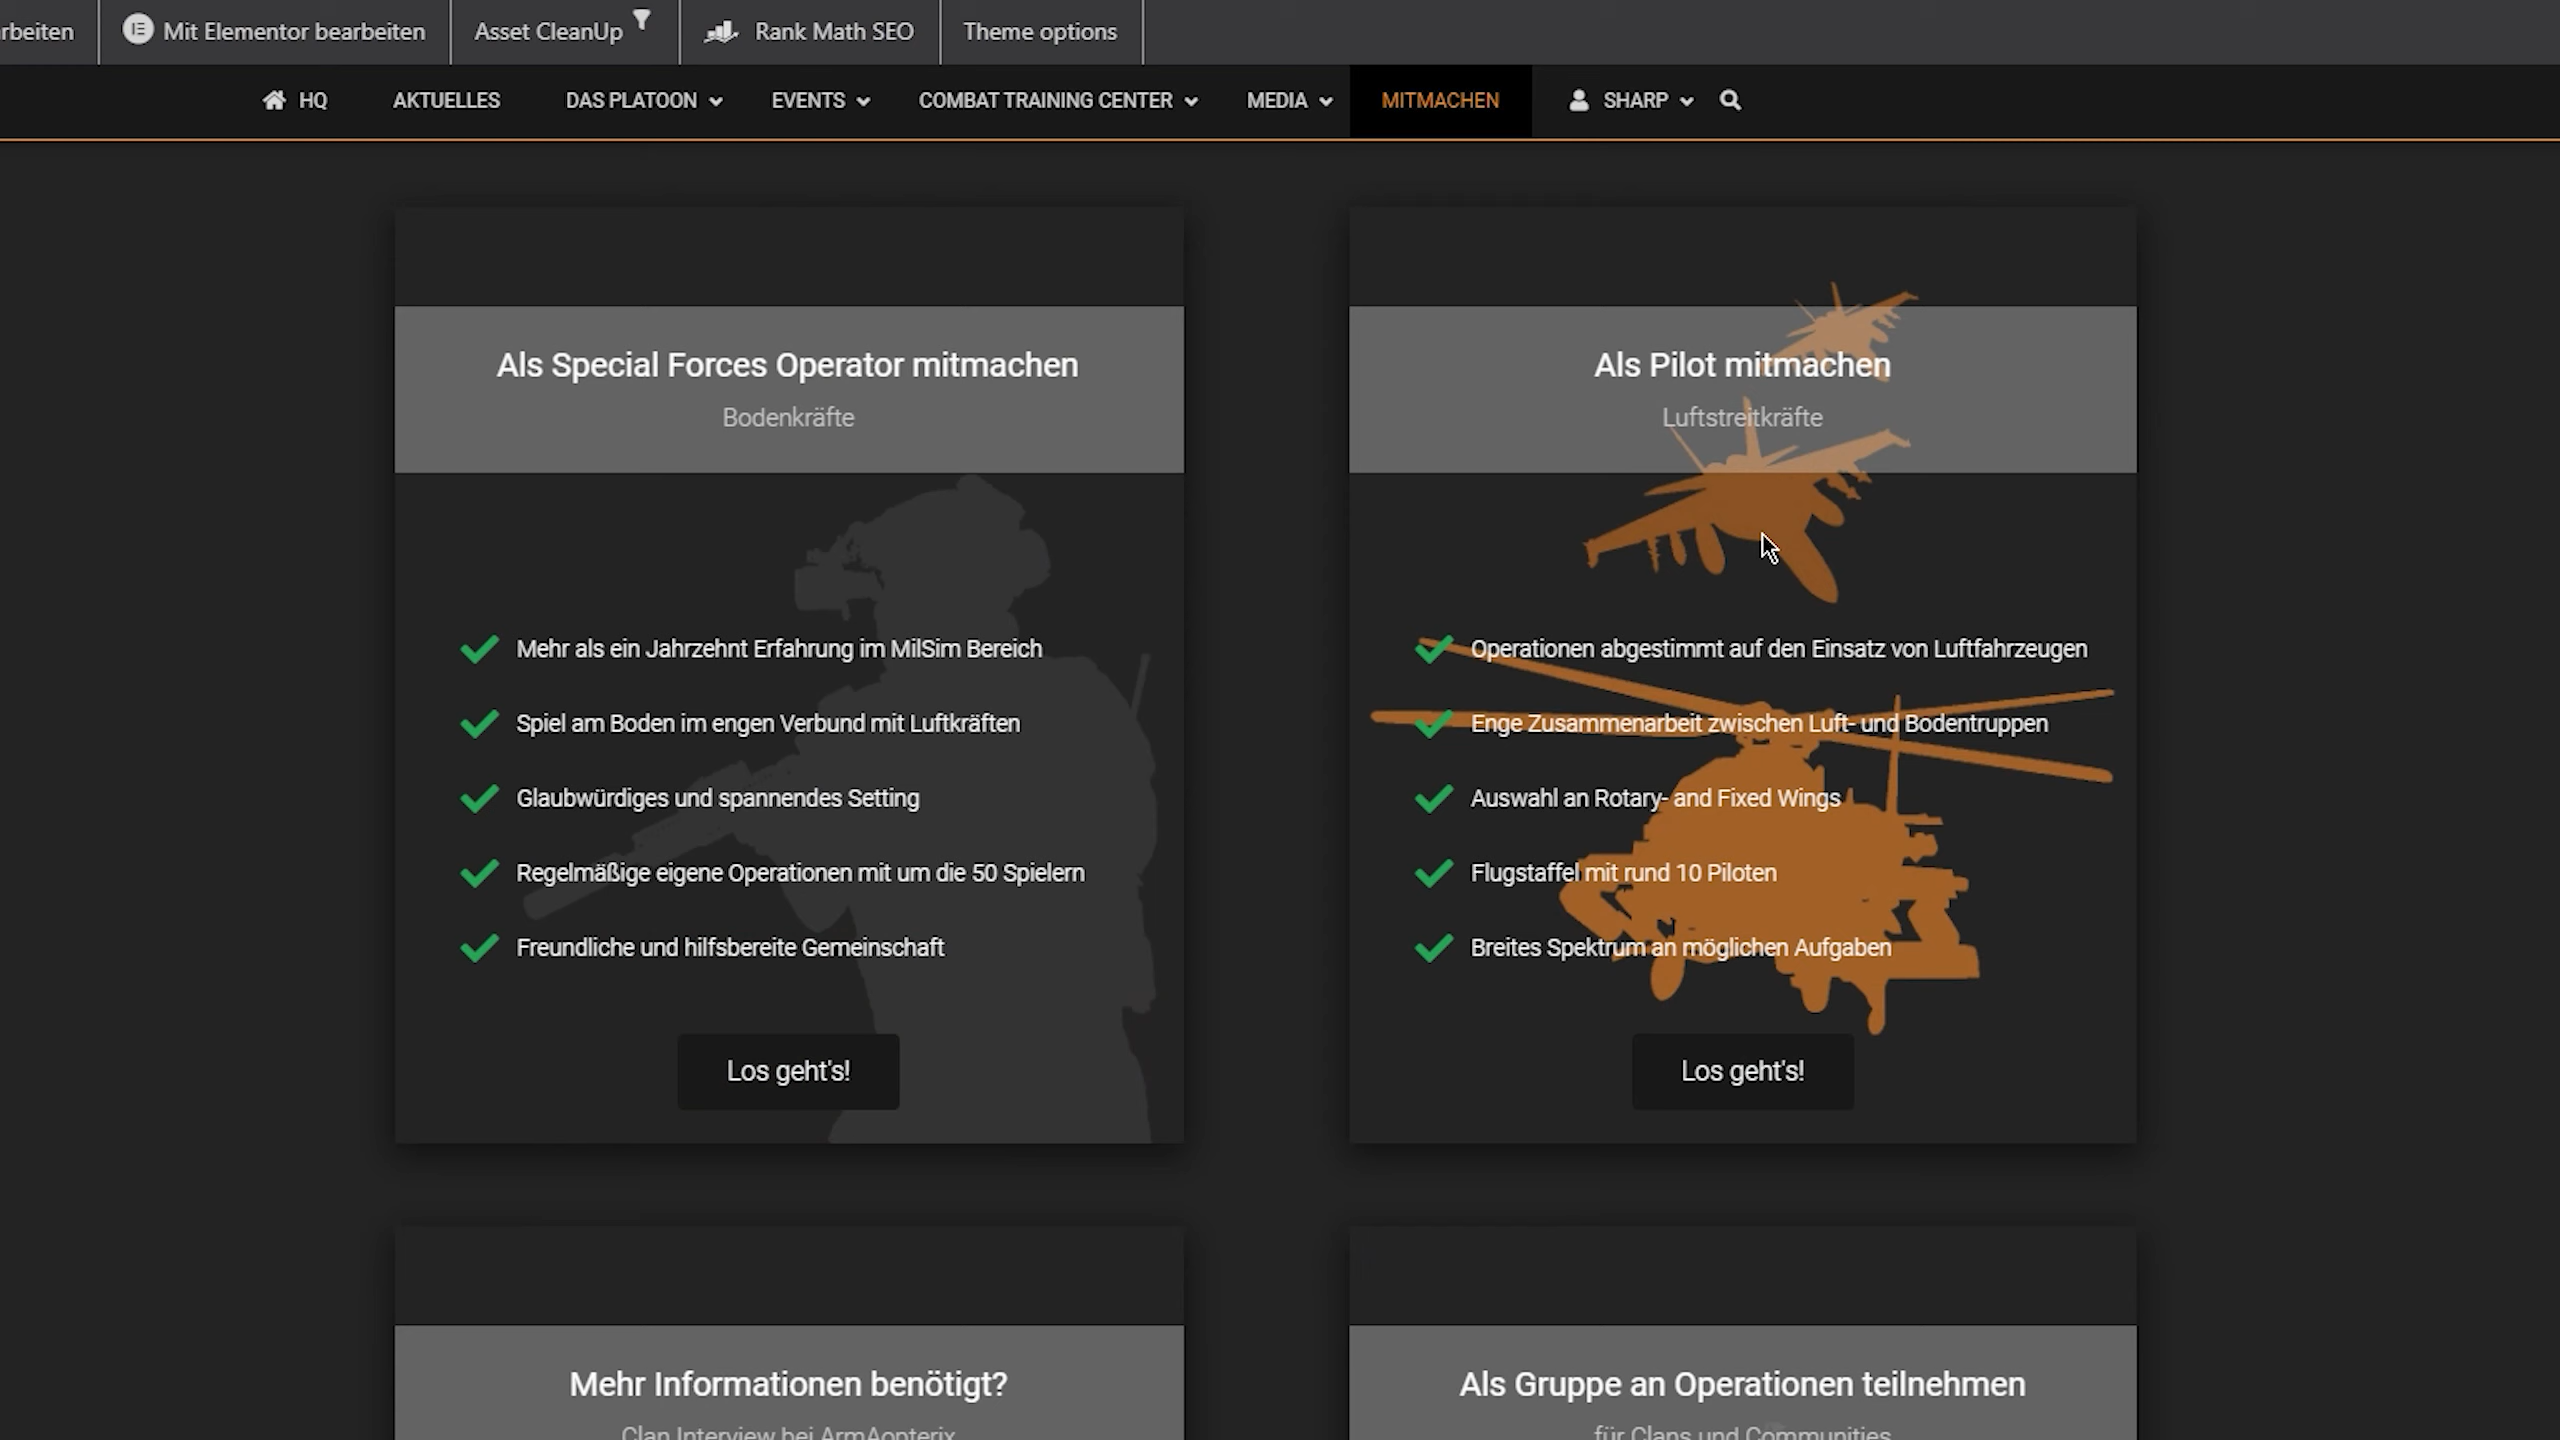 rbeiten Mit Elementor bearbeiten Asset CleanUp Rank Math SEO Theme options
HQ AKTUELLES DAS PLATOON EVENTS COMBAT TRAINING CENTER MEDIA MITMACHEN SHARP
Als Special Forces Operator mitmachen
Bodenkräfte
Mehr als ein Jahrzehnt Erfahrung im MilSim Bereich
Spiel am Boden im engen Verbund mit Luftkräften
Glaubwürdiges und spannendes Setting
Regelmäßige eigene Operationen mit um die 50 Spielern
Freundliche und hilfsbereite Gemeinschaft
Los geht's!
Als Pilot mitmachen
Luftstreitkräfte
Operationen abgestimmt auf den Einsatz von Luftfahrzeugen
Enge Zusammenarbeit zwischen Luft- und Bodentruppen
Auswahl an Rotary- and Fixed Wings
Flugstaffel mit rund 10 Piloten
Breites Spektrum an möglichen Aufgaben
Los geht's!
Mehr Informationen benötigt?
Clan Interview bei ArmAopterix
Als Gruppe an Operationen teilnehmen
für Clans und Communities